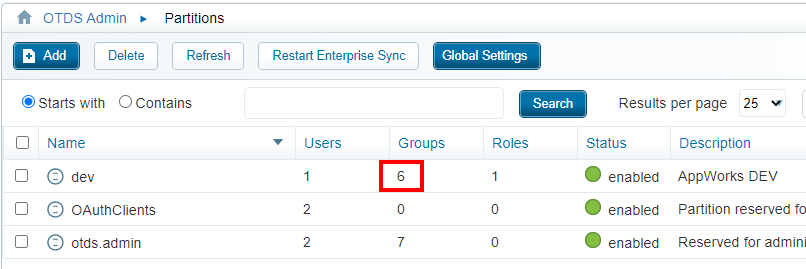 OTDS Admin ▸ Partitions
Add Delete Refresh Restart Enterprise Sync Global Settings
Starts with Contains Search Results per page 25
Name Users Groups Roles Status Description
dev 1 6 1 enabled AppWorks DEV
OAuthClients 2 0 0 enabled Partition reserved fo
otds.admin 2 7 0 enabled Reserved for admini